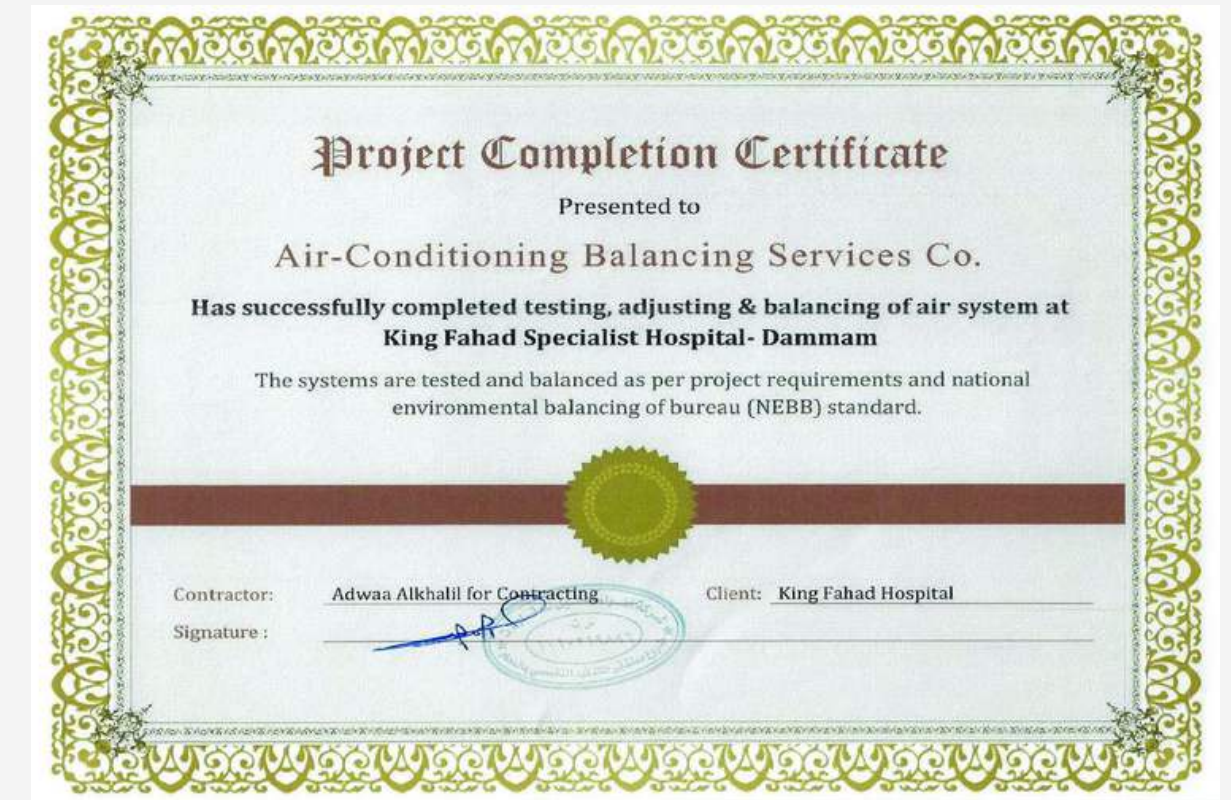 Project Completion Certificate
Presented to
Air-Conditioning Balancing Services Co.
Has successfully completed testing, adjusting & balancing of air system at
King Fahad Specialist Hospital- Dammam
The systems are tested and balanced as per project requirements and national
environmental balancing of bureau (NEBB) standard.
Contractor: Adwaa Alkhalil for Contracting Client: King Fahad Hospital
Signature :